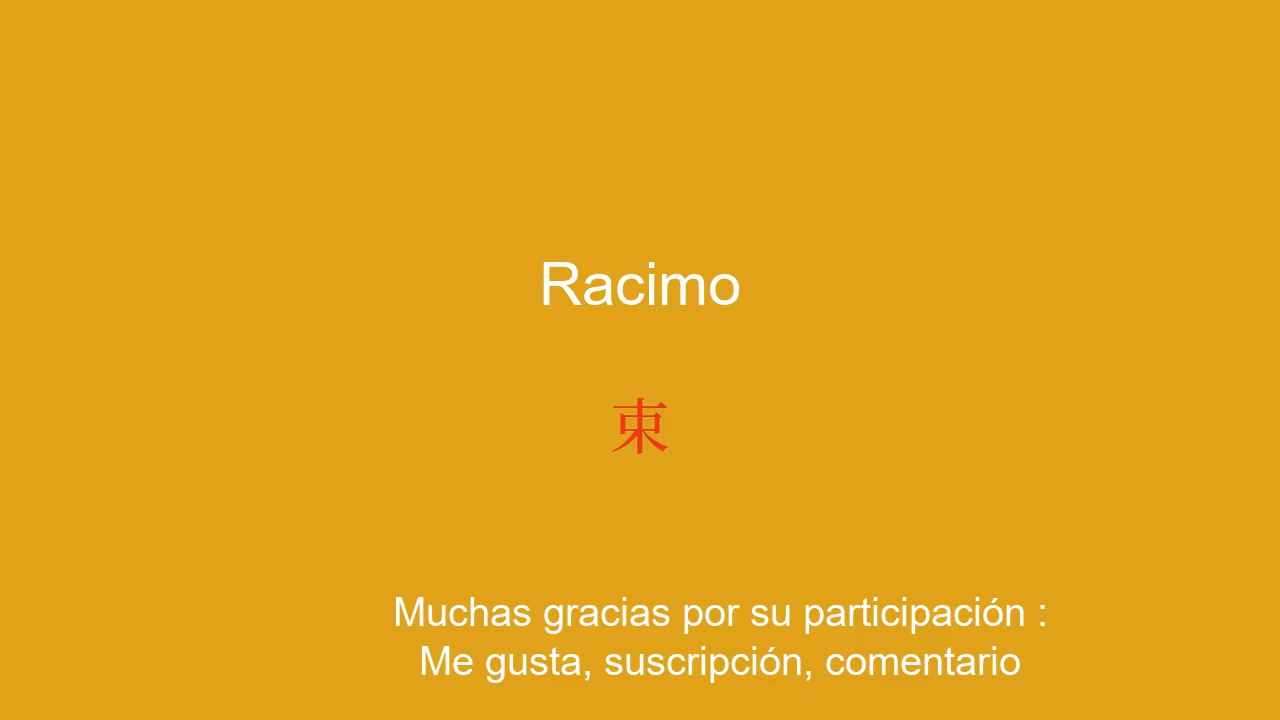 Racimo
束
Muchas gracias por su participación :
Me gusta, suscripción, comentario